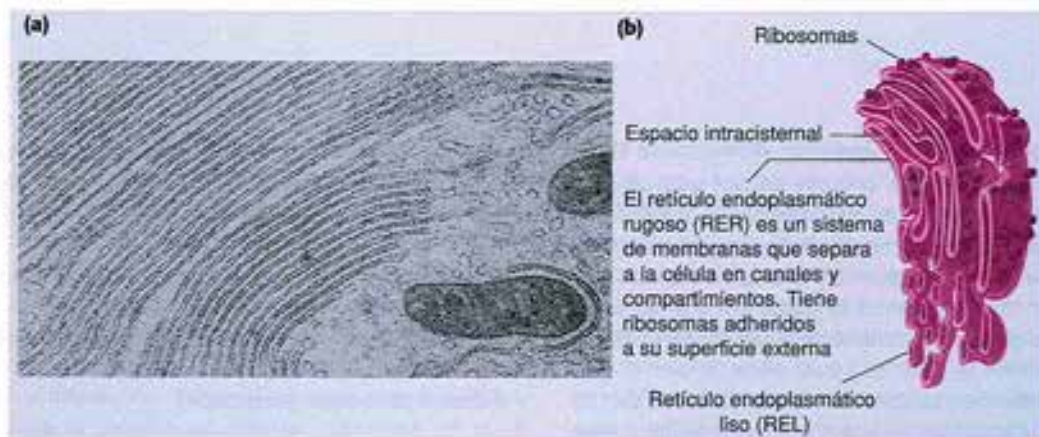 (a)
(b)
Ribosomas
Espacio intracisternal
El retículo endoplasmático
rugoso (RER) es un sistema
de membranas que separa
a la célula en canales y
compartimientos. Tiene
ribosomas adheridos
a su superficie externa
Retículo endoplasmático
liso (REL)